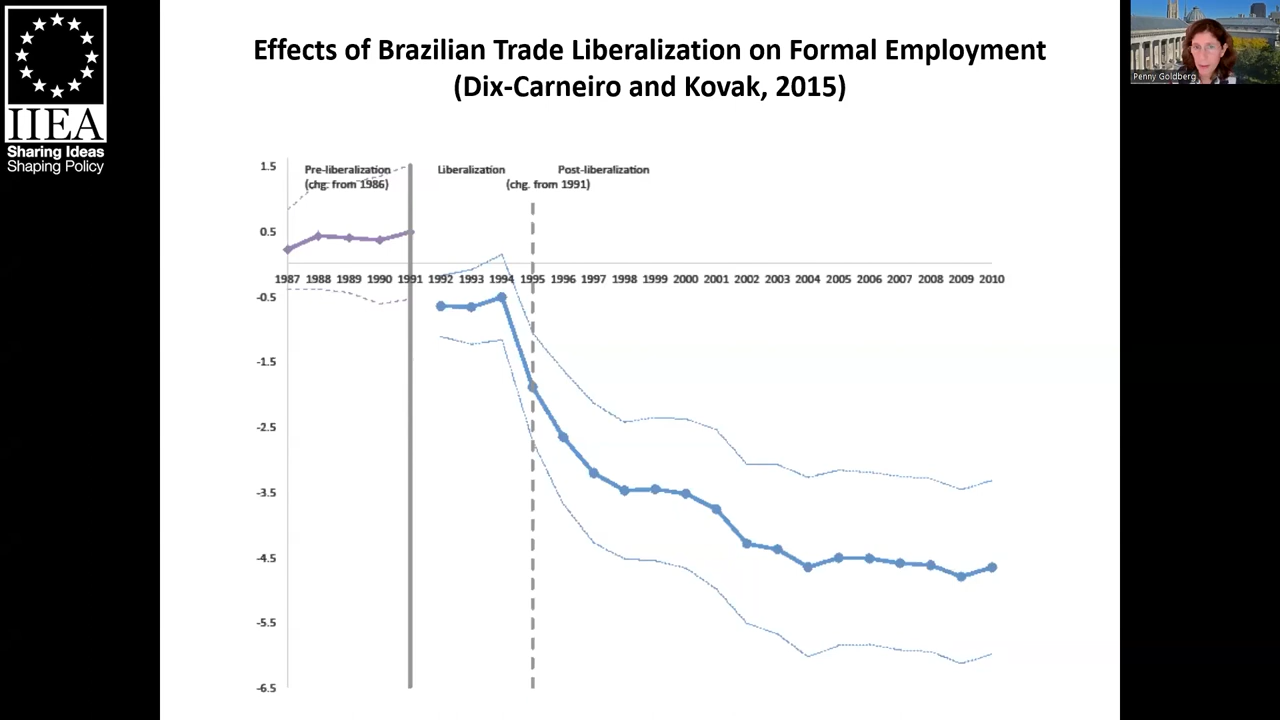 IIEA
Sharing Ideas
Shaping Policy
Effects of Brazilian Trade Liberalization on Formal Employment
(Dix-Carneiro and Kovak, 2015)
Penny Goldberg
Pre-liberalization
(chg. from 1986)
Liberalization
Post-liberalization
(chg. from 1991)
1.5
0.5
1987 1988 1989 1990 1991 1992 1993 1994 1995 1996 1997 1998 1999 2000 2001 2002 2003 2004 2005 2006 2007 2008 2009 2010
-0.5
-1.5
-2.5
-3.5
-4.5
-5.5
-6.5